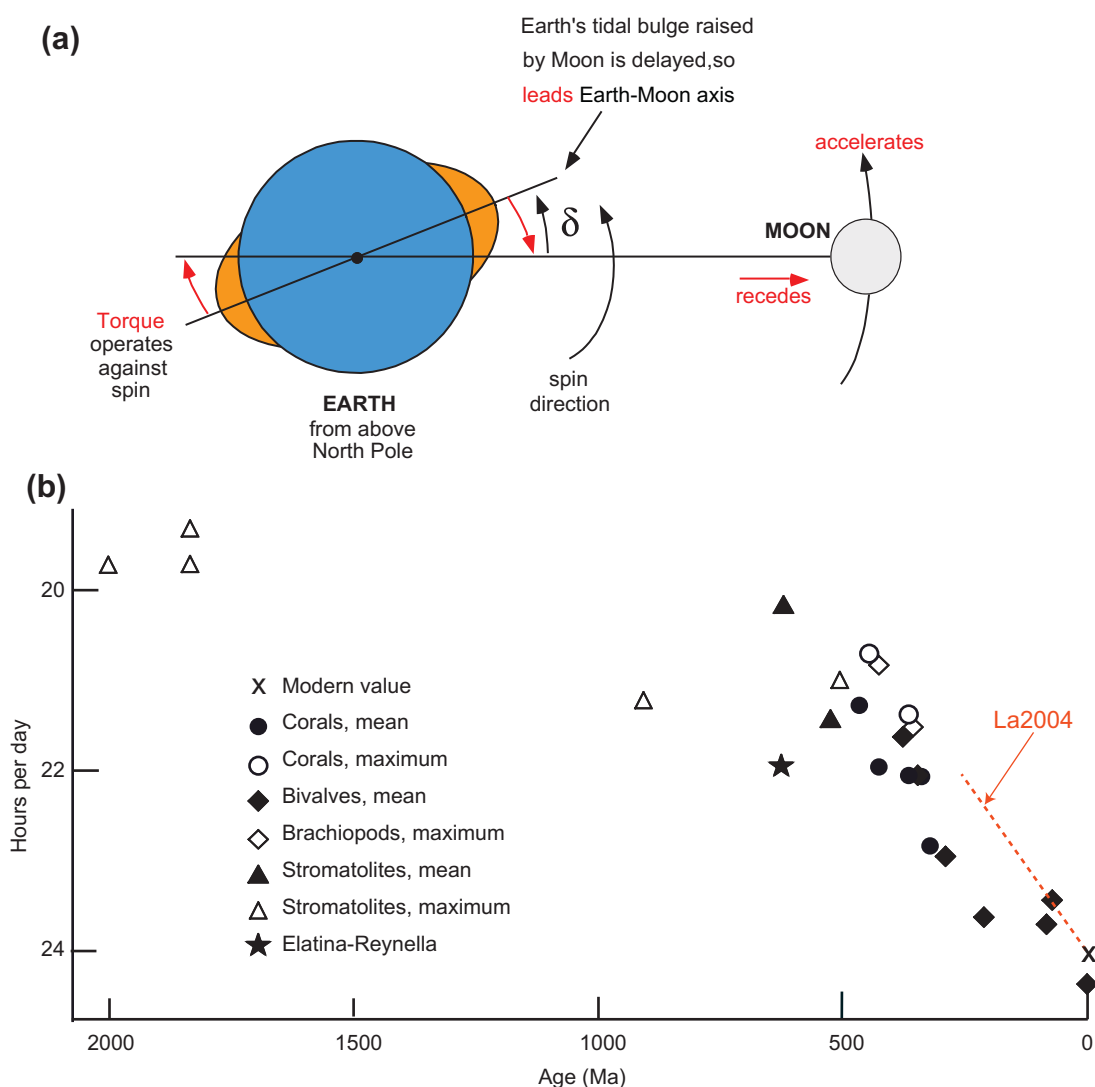 (a)
Earth's tidal bulge raised
by Moon is delayed,so
leads Earth-Moon axis
accelerates
δ
MOON
recedes
Torque
operates
against
spin
spin
direction
EARTH
from above
North Pole
(b)
20
22
24
Hours per day
X Modern value
Corals, mean
Corals, maximum
Bivalves, mean
Brachiopods, maximum
Stromatolites, mean
Stromatolites, maximum
Elatina-Reynella
La2004
X
2000 1500 1000 500 0
Age (Ma)